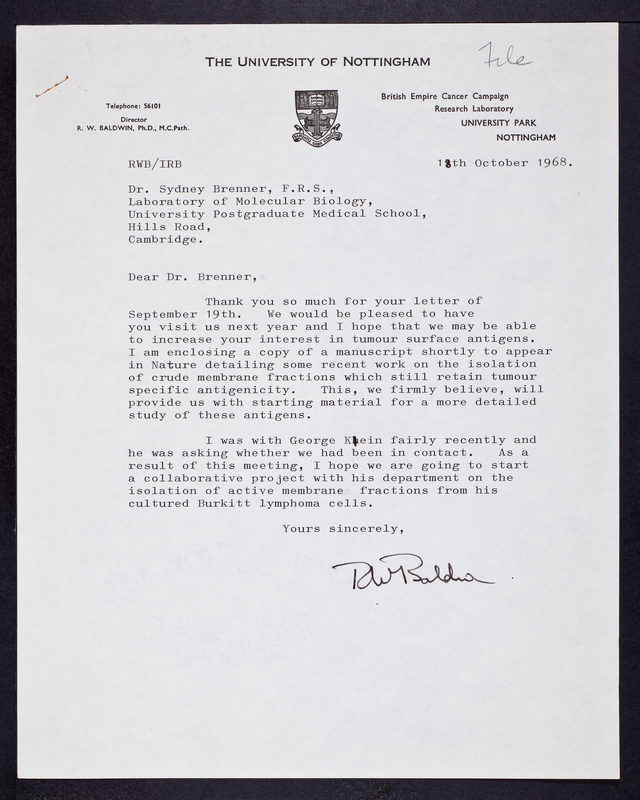 THE UNIVERSITY OF NOTTINGHAM
File
Telephone: 56101
Director
R. W. BALDWIN, Ph.D., M.C.Path.
British Empire Cancer Campaign
Research Laboratory
UNIVERSITY PARK
NOTTINGHAM
RWB/IRB
18th October 1968.
Dr. Sydney Brenner, F.R.S.,
Laboratory of Molecular Biology,
University Postgraduate Medical School,
Hills Road,
Cambridge.
Dear Dr. Brenner,
Thank you so much for your letter of
September 19th. We would be pleased to have
you visit us next year and I hope that we may be able
to increase your interest in tumour surface antigens.
I am enclosing a copy of a manuscript shortly to appear
in Nature detailing some recent work on the isolation
of crude membrane fractions which still retain tumour
specific antigenicity. This, we firmly believe, will
provide us with starting material for a more detailed
study of these antigens.
I was with George Klein fairly recently and
he was asking whether we had been in contact. As a
result of this meeting, I hope we are going to start
a collaborative project with his department on the
isolation of active membrane fractions from his
cultured Burkitt lymphoma cells.
Yours sincerely,
RW Baldwin